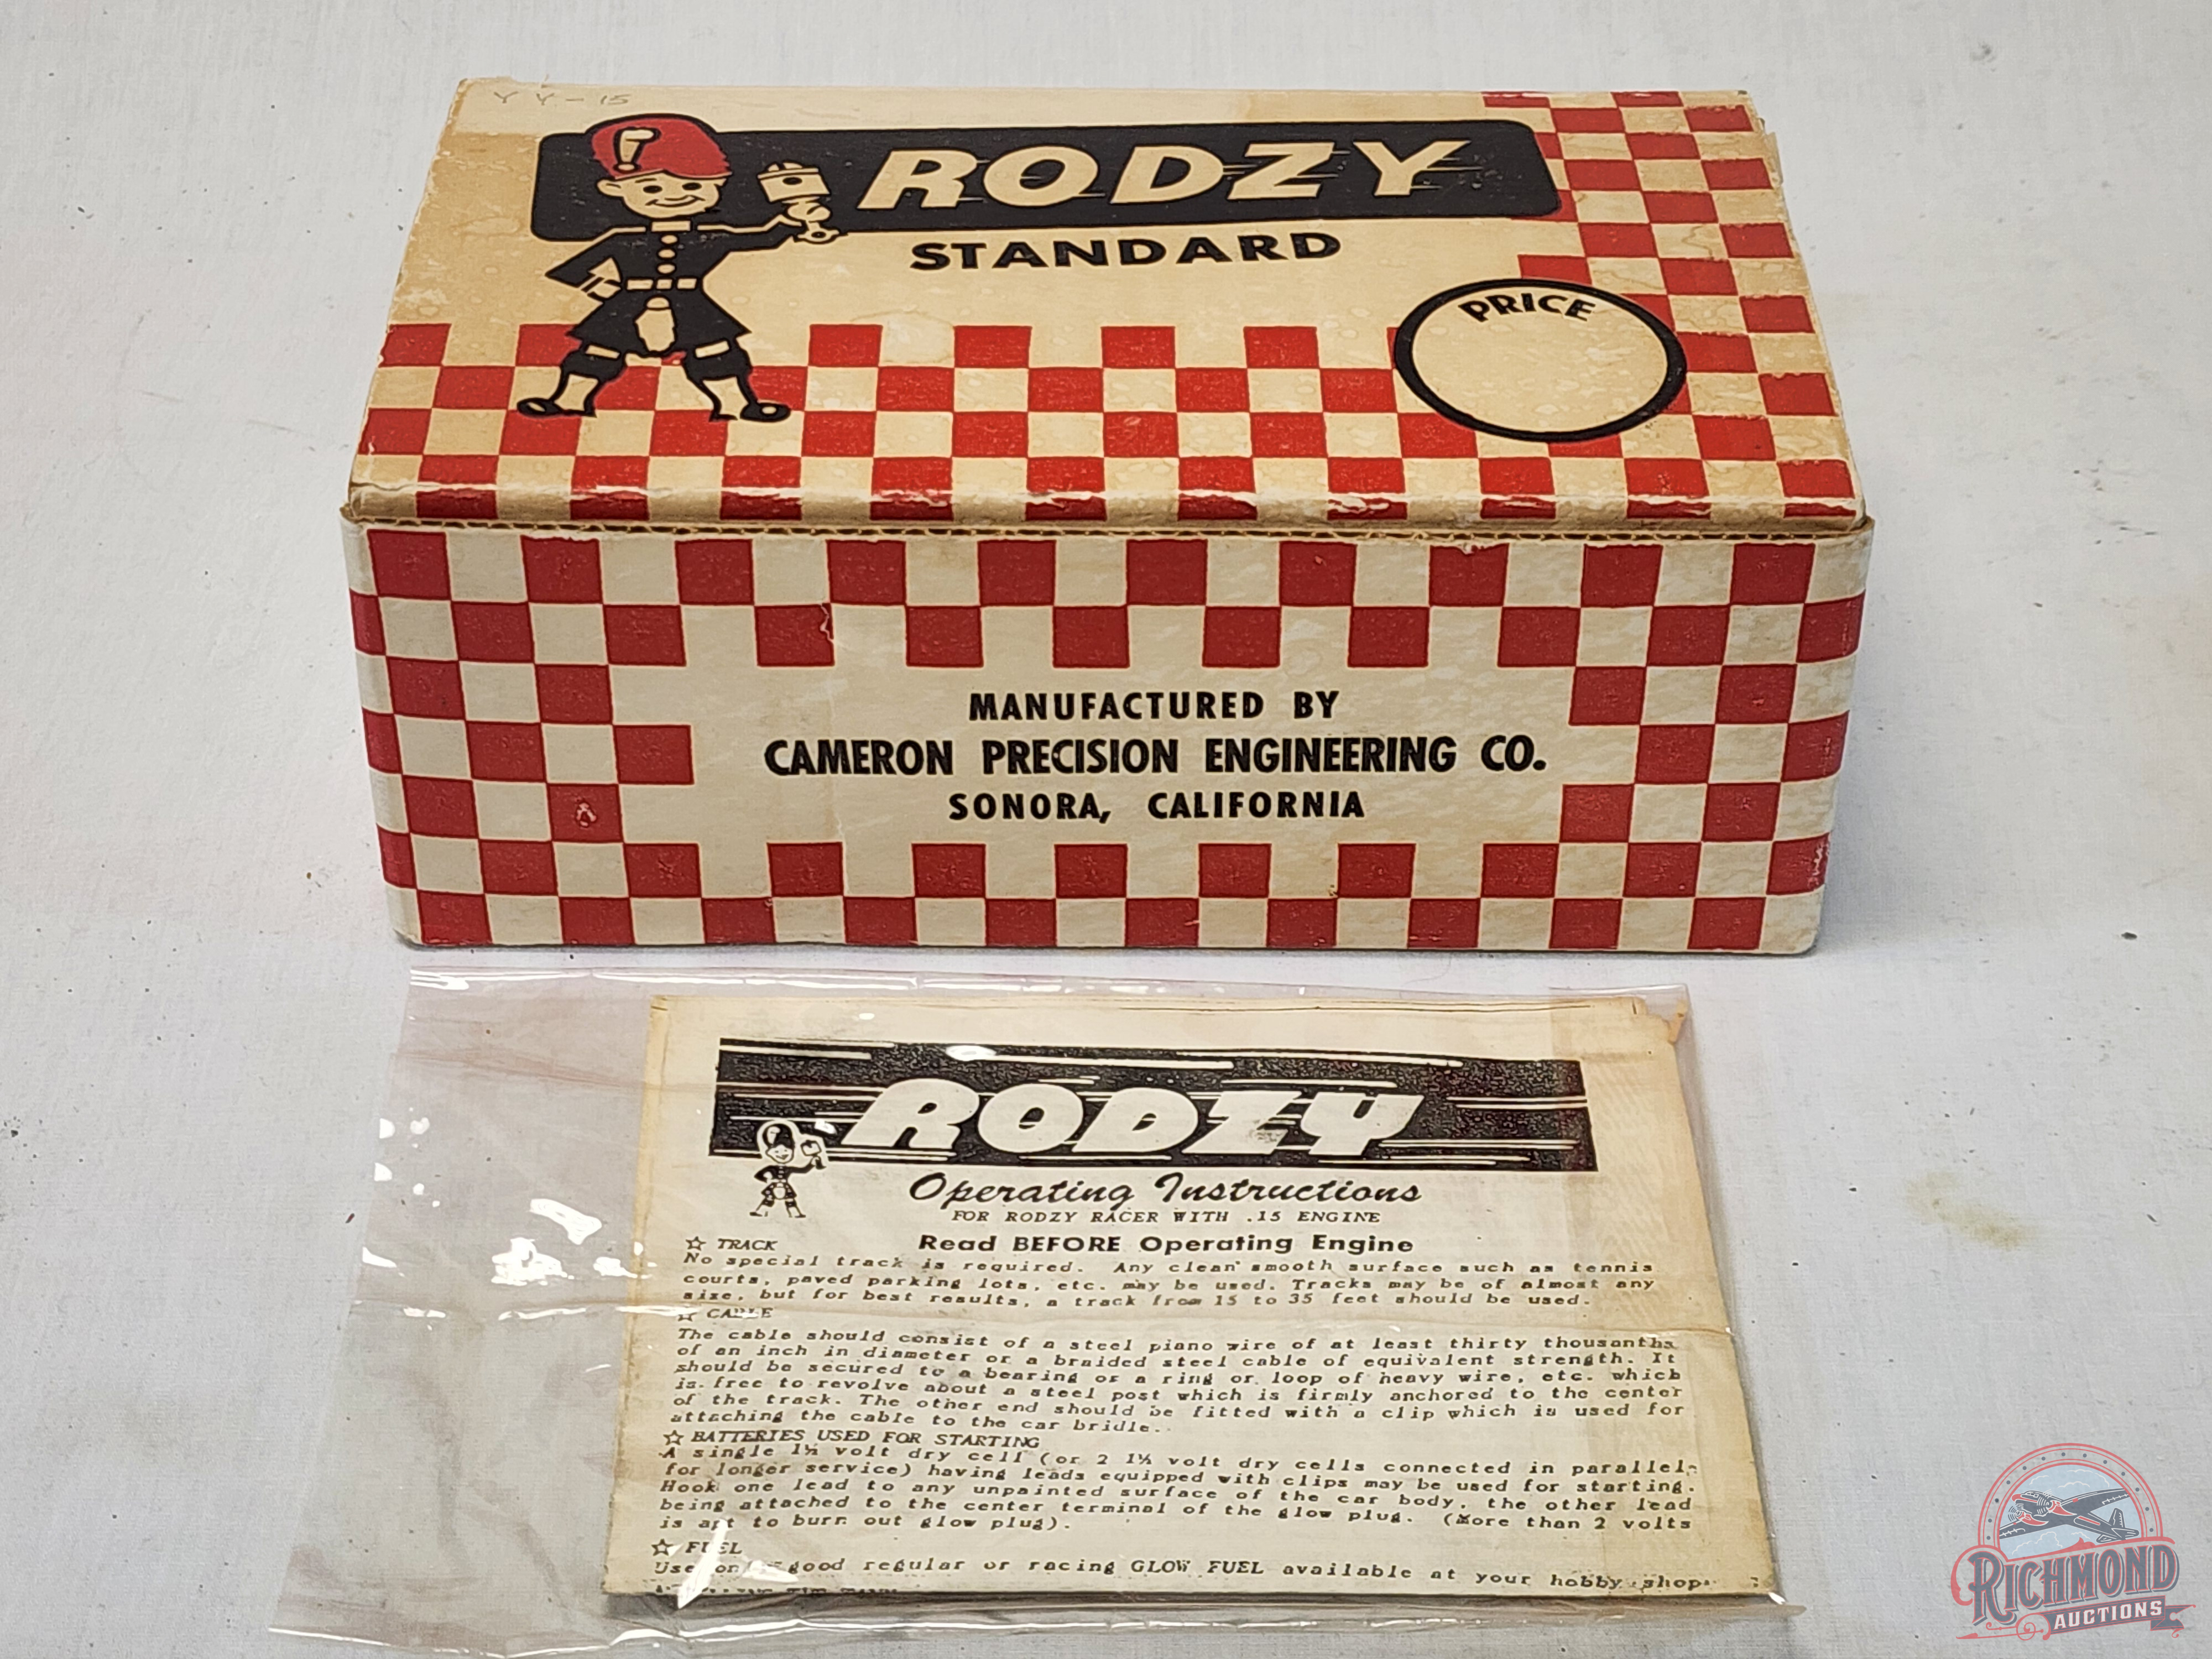 Y Y - 15
RODZY
STANDARD
PRICE
MANUFACTURED BY
CAMERON PRECISION ENGINEERING CO.
SONORA, CALIFORNIA
RODZY
Operating Instructions
FOR RODZY RACER WITH .15 ENGINE
Read BEFORE Operating Engine
☆ TRACK
No special track is required. Any clean smooth surface such as tennis
courts, paved parking lots, etc. may be used. Tracks may be of almost any
size, but for best results, a track from 15 to 35 feet should be used.
☆ CABLE
The cable should consist of a steel piano wire of at least thirty thousanths
of an inch in diameter or a braided steel cable of equivalent strength. It
should be secured to a bearing or a ring or loop of heavy wire, etc. which
is free to revolve about a steel post which is firmly anchored to the center
of the track. The other end should be fitted with a clip which is used for
attaching the cable to the car bridle.
☆ BATTERIES USED FOR STARTING
A single 1½ volt dry cell (or 2 1½ volt dry cells connected in parallel
for longer service) having leads equipped with clips may be used for starting.
Hook one lead to any unpainted surface of the car body, the other lead
being attached to the center terminal of the glow plug. (More than 2 volts
is apt to burn out glow plug).
☆ FUEL
Use only good regular or racing GLOW FUEL available at your hobby shop
RICHMOND
AUCTIONS